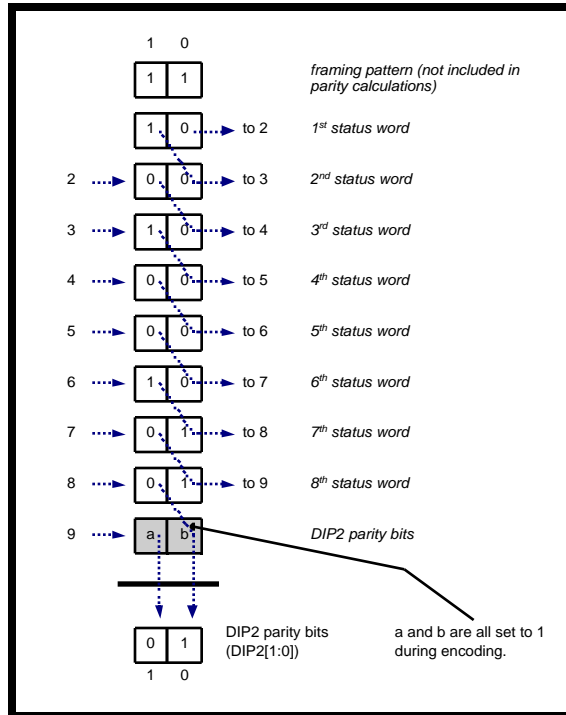 1 0
1 1 framing pattern (not included in
parity calculations)
1 0 to 2 1st status word
2 0 0 to 3 2nd status word
3 1 0 to 4 3rd status word
4 0 0 to 5 4th status word
5 0 0 to 6 5th status word
6 1 0 to 7 6th status word
7 0 1 to 8 7th status word
8 0 1 to 9 8th status word
9 a b DIP2 parity bits
0 1 DIP2 parity bits
(DIP2[1:0])
1 0
a and b are all set to 1
during encoding.